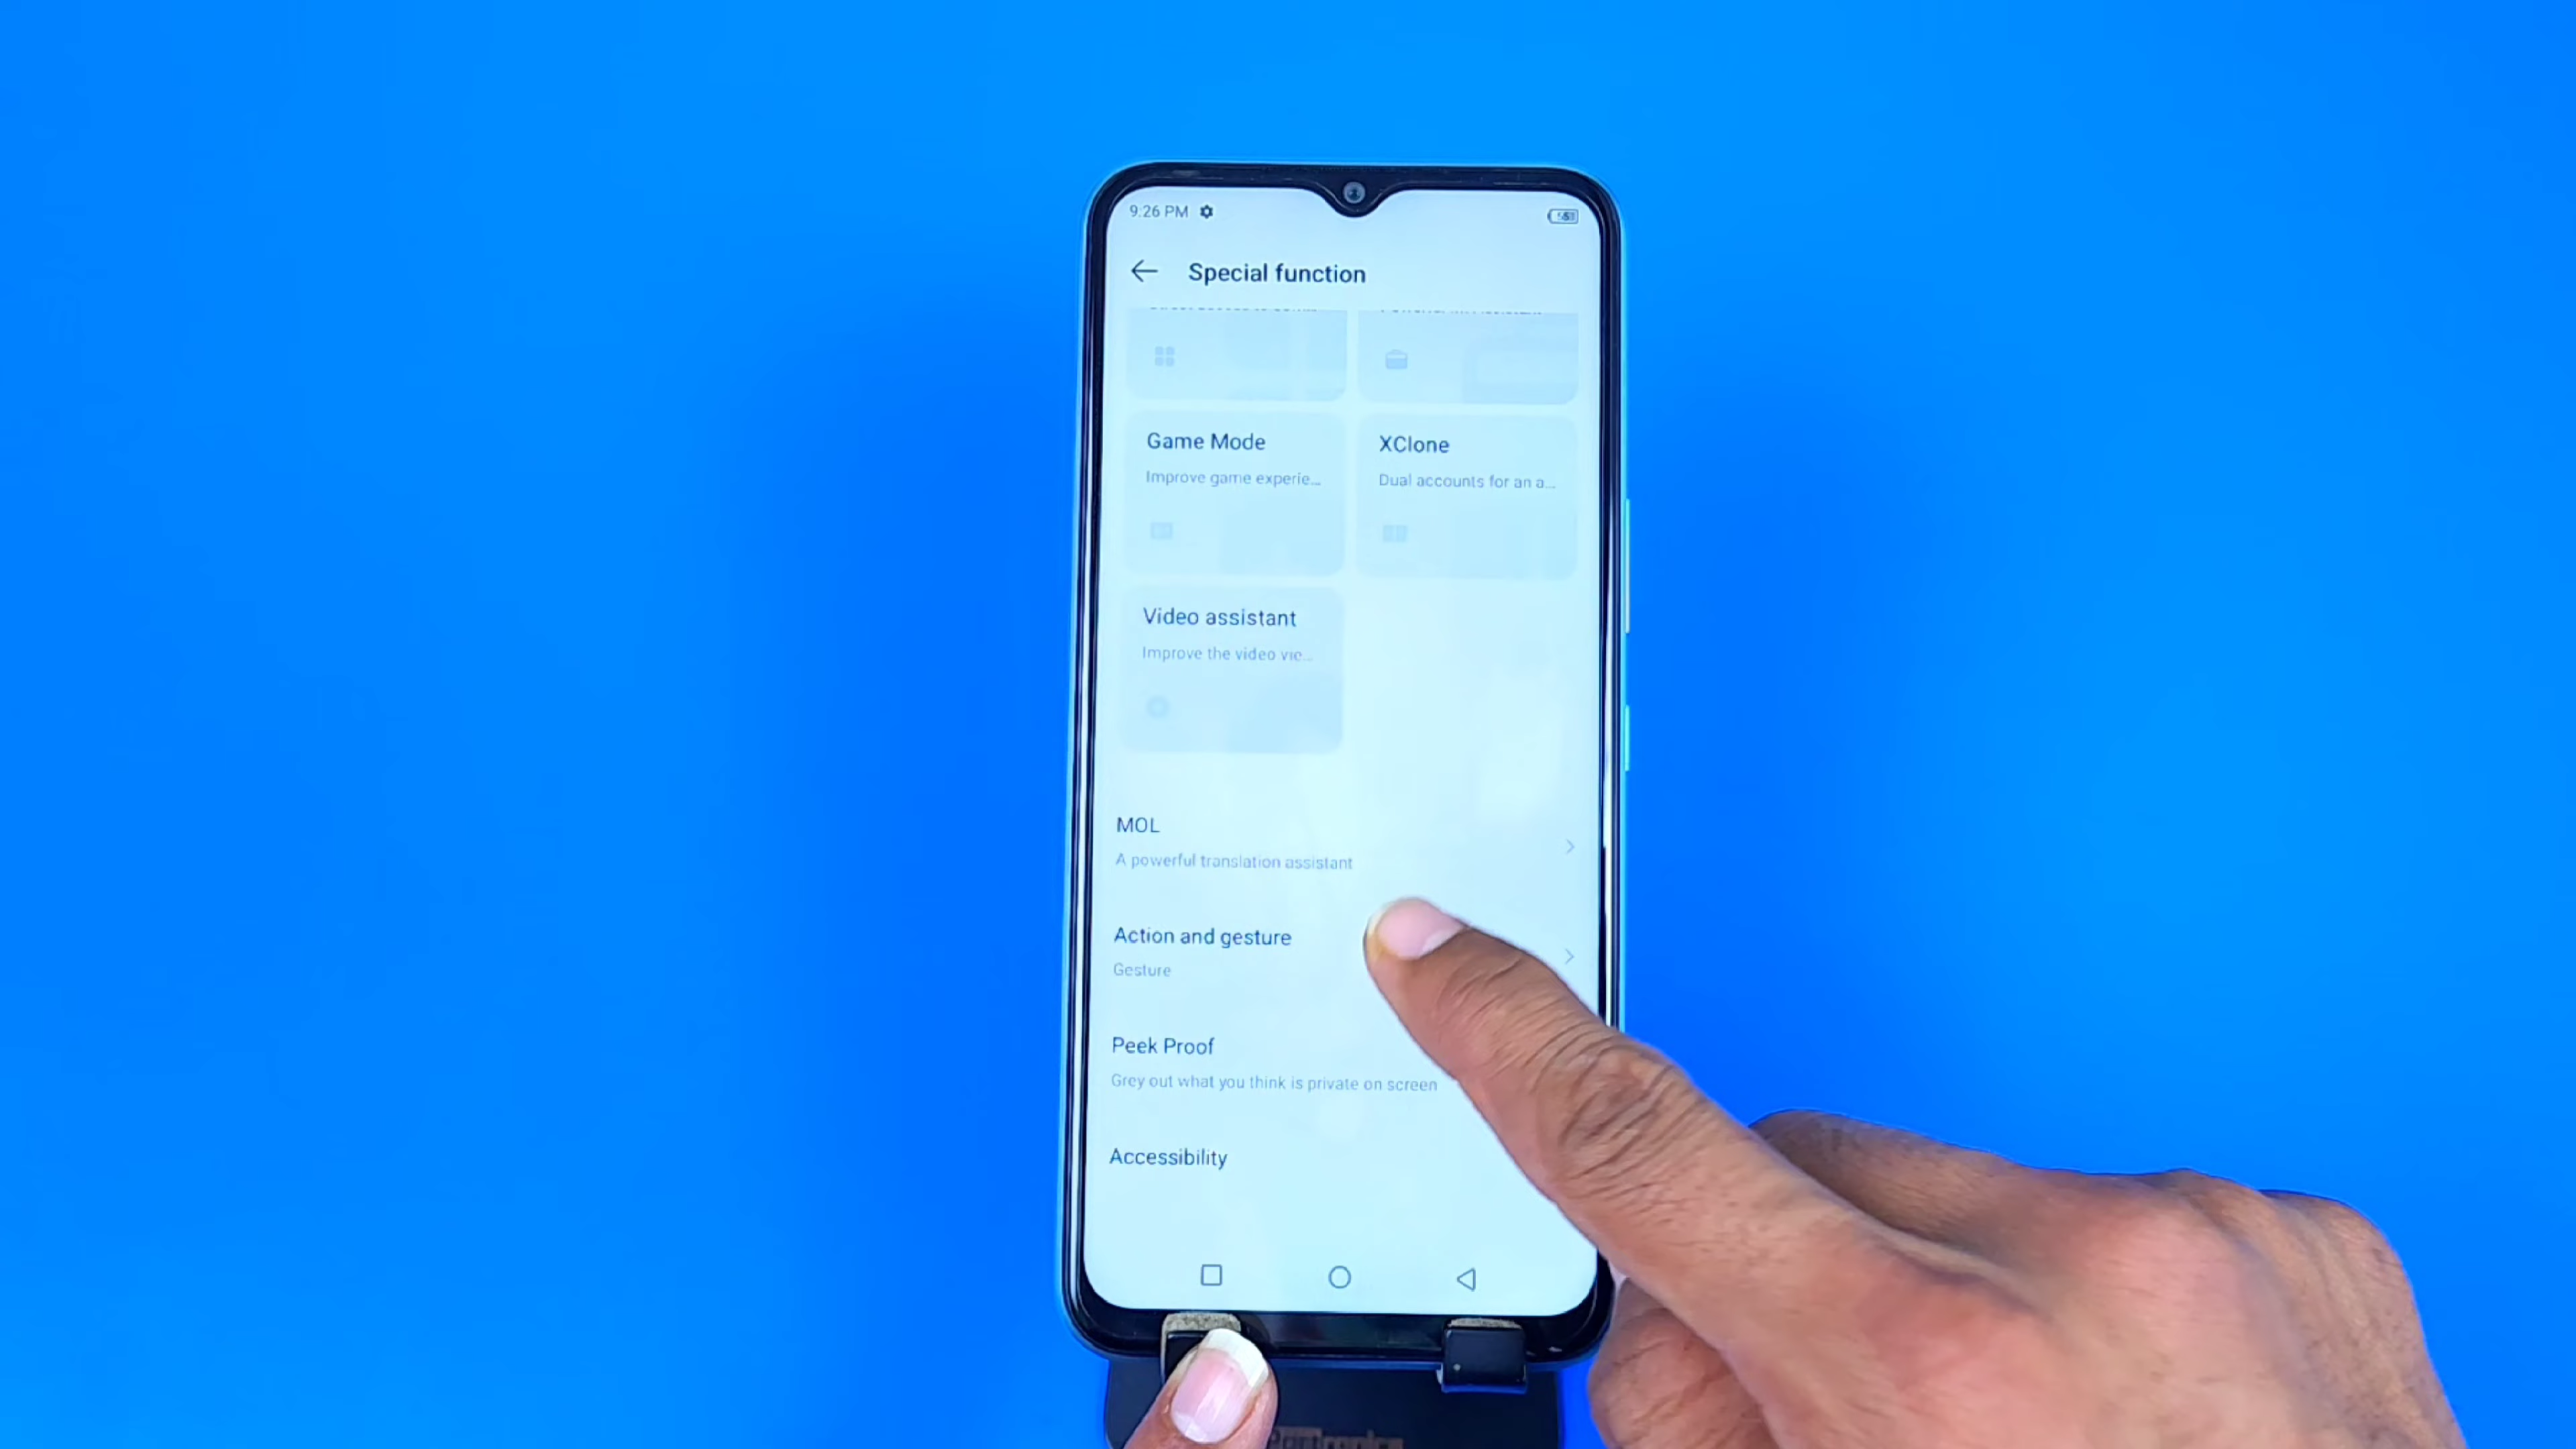 9:26 PM
Special function
Game Mode
Improve game experie...
XClone
Dual accounts for an a...
Video assistant
Improve the video vie...
MOL
A powerful translation assistant
Action and gesture
Gesture
Peek Proof
Grey out what you think is private on screen
Accessibility